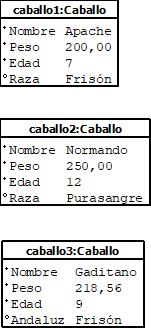 caballo1:Caballo
Nombre Apache
Peso 200,00
Edad 7
Raza Frisón
caballo2:Caballo
Nombre Normando
Peso 250,00
Edad 12
Raza Purasangre
caballo3:Caballo
Nombre Gaditano
Peso 218,56
Edad 9
Andaluz Frisón